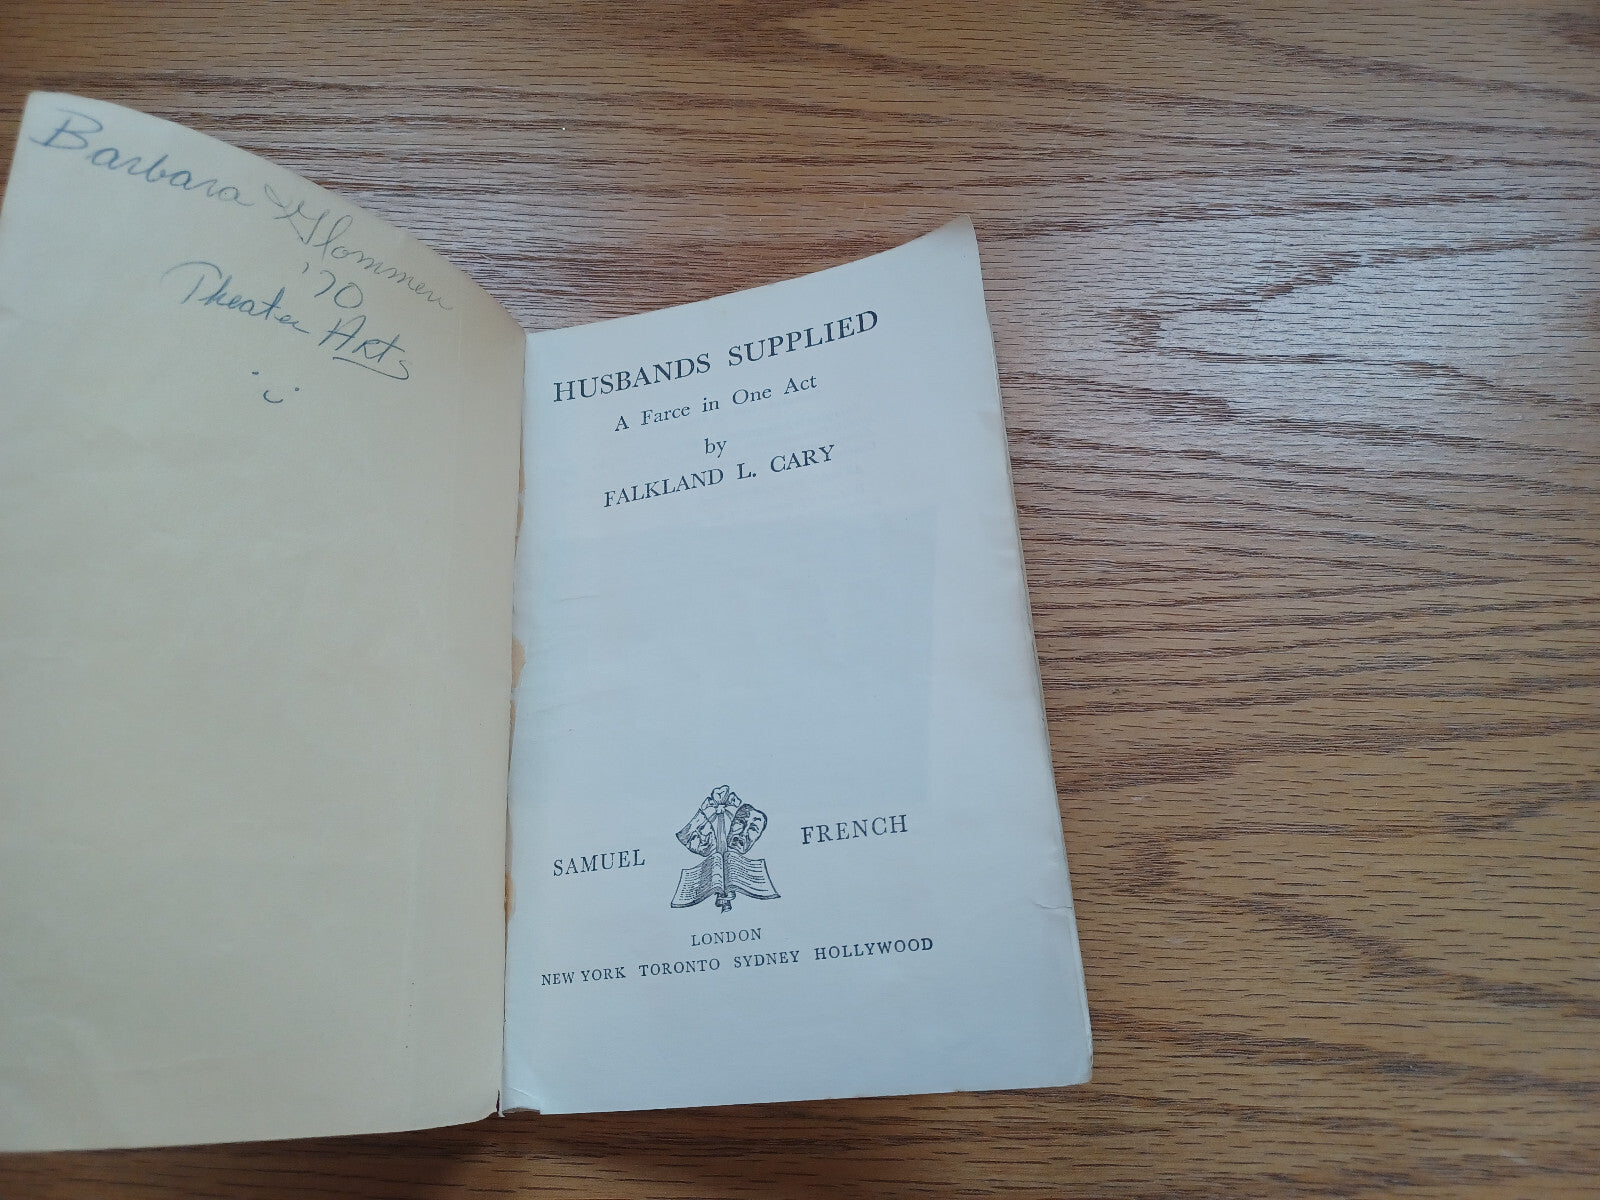 Barbara Glommen
'70
Theater Arts
HUSBANDS SUPPLIED
A Farce in One Act
by
FALKLAND L. CARY
SAMUEL FRENCH
LONDON
NEW YORK TORONTO SYDNEY HOLLYWOOD